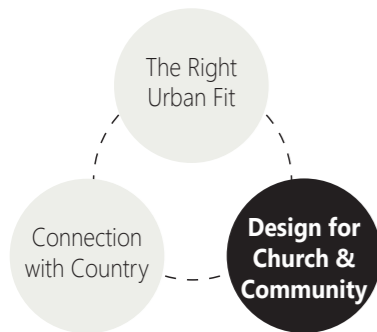 The Right
Urban Fit
Connection
with Country
Design for
Church &
Community